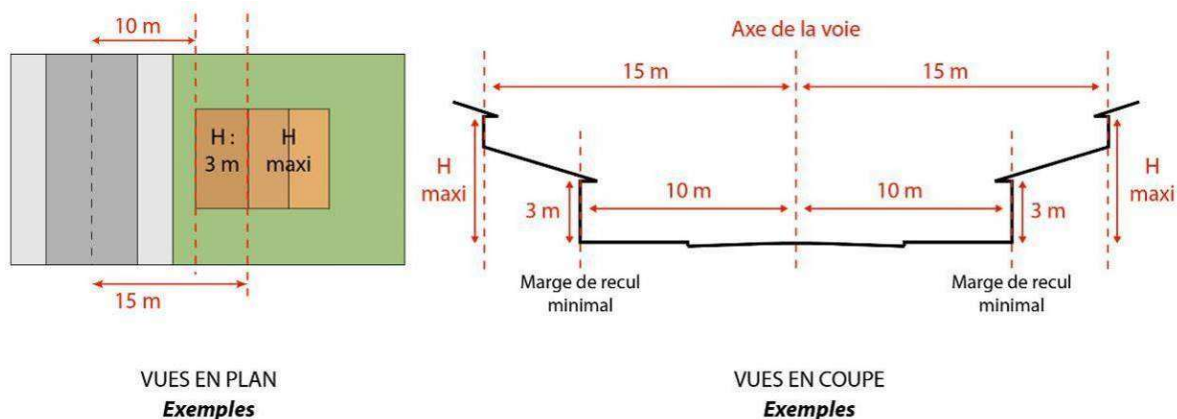 10 m
H :
3 m
H
maxi
15 m
VUES EN PLAN
Exemples
Axe de la voie
15 m
15 m
H
maxi
3 m
10 m
10 m
3 m
H
maxi
Marge de recul
minimal
Marge de recul
minimal
VUES EN COUPE
Exemples